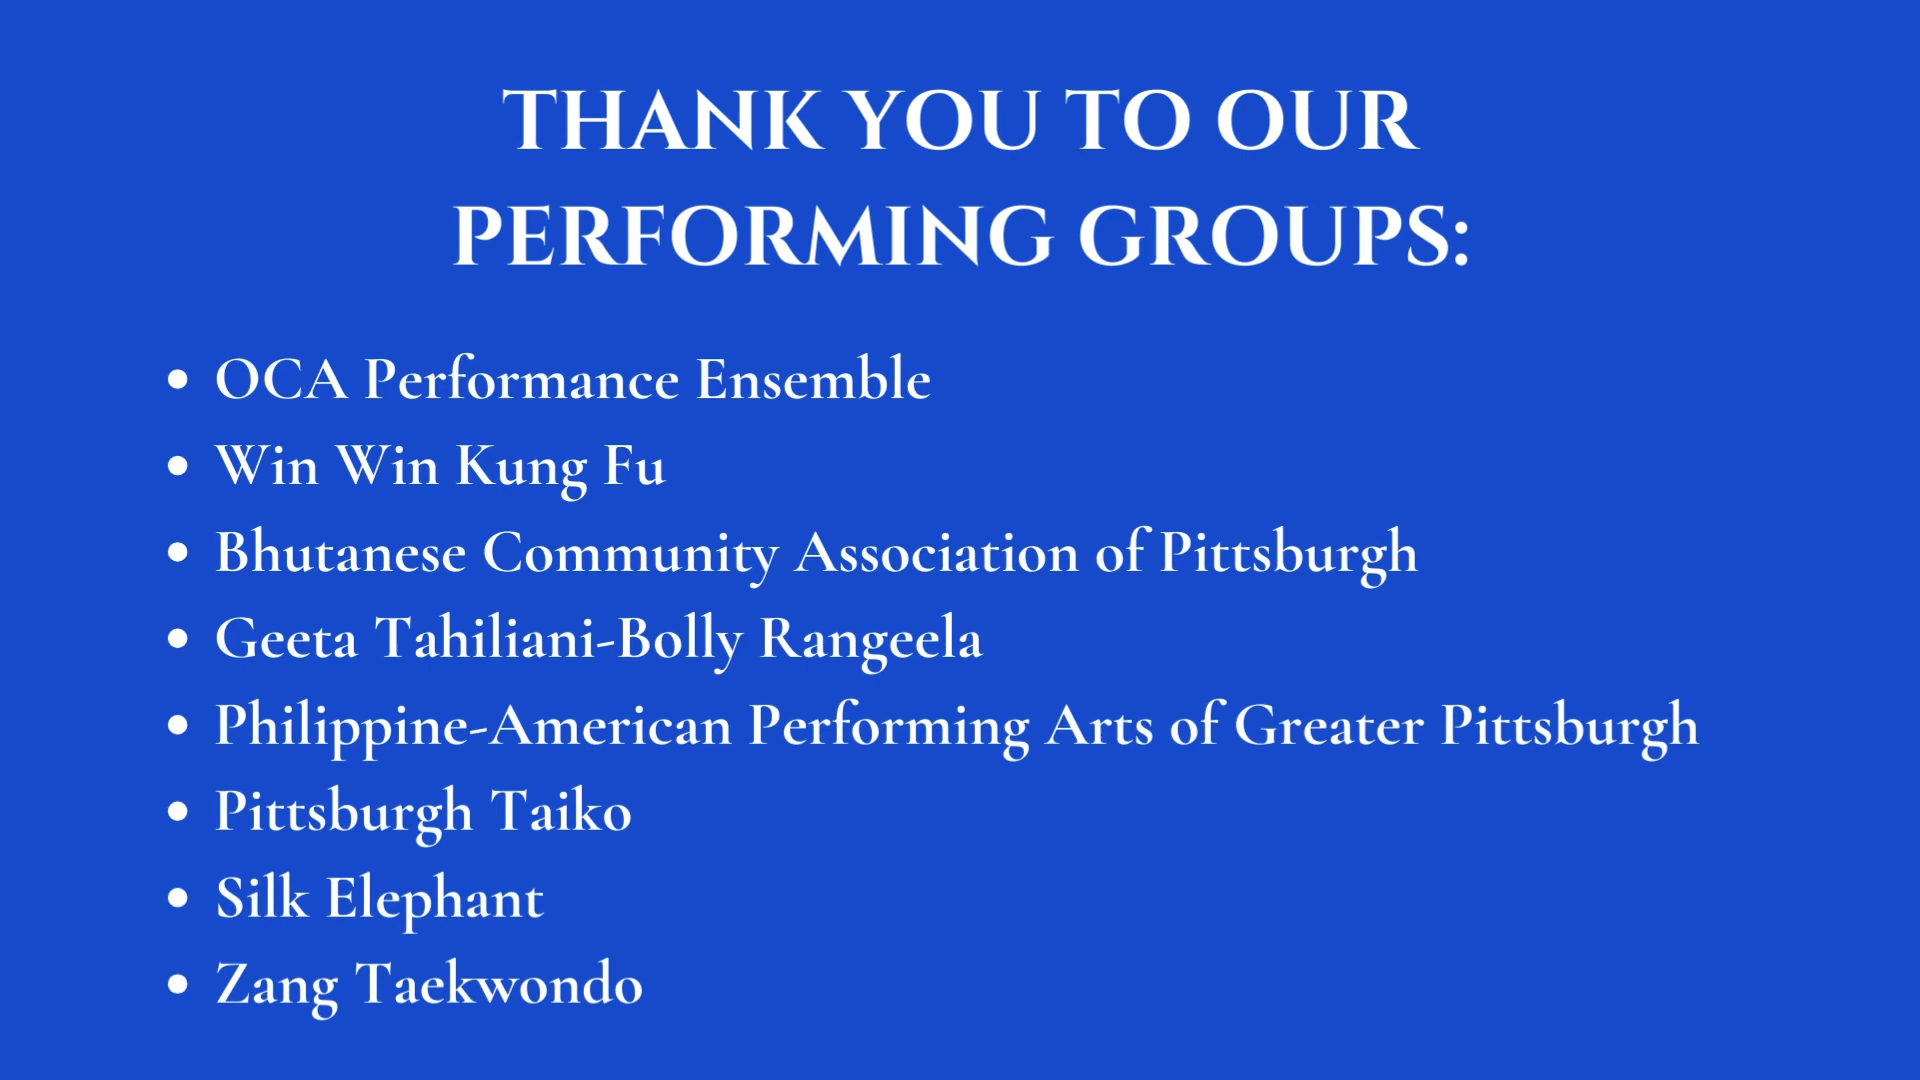 THANK YOU TO OUR
PERFORMING GROUPS:
• OCA Performance Ensemble
• Win Win Kung Fu
• Bhutanese Community Association of Pittsburgh
• Geeta Tahiliani-Bolly Rangeela
• Philippine-American Performing Arts of Greater Pittsburgh
• Pittsburgh Taiko
• Silk Elephant
• Zang Taekwondo